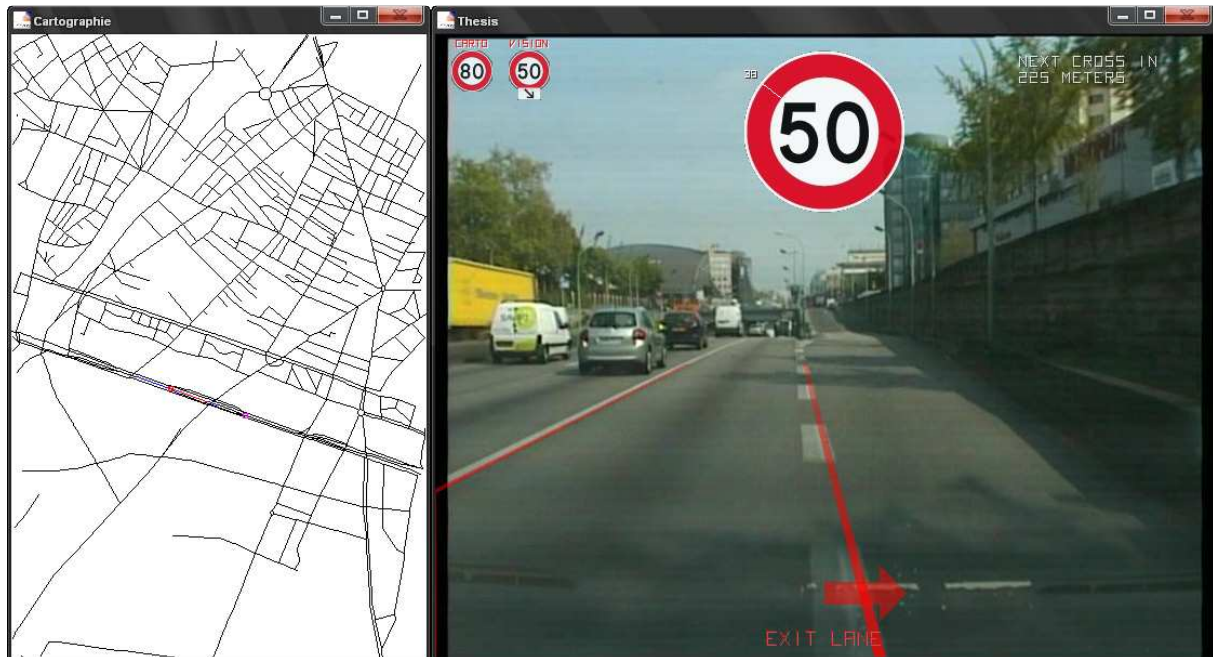 Cartographie
Thesis
CARTO VISION
80 50
38
50
NEXT CROSS IN
225 METERS
EXIT LANE